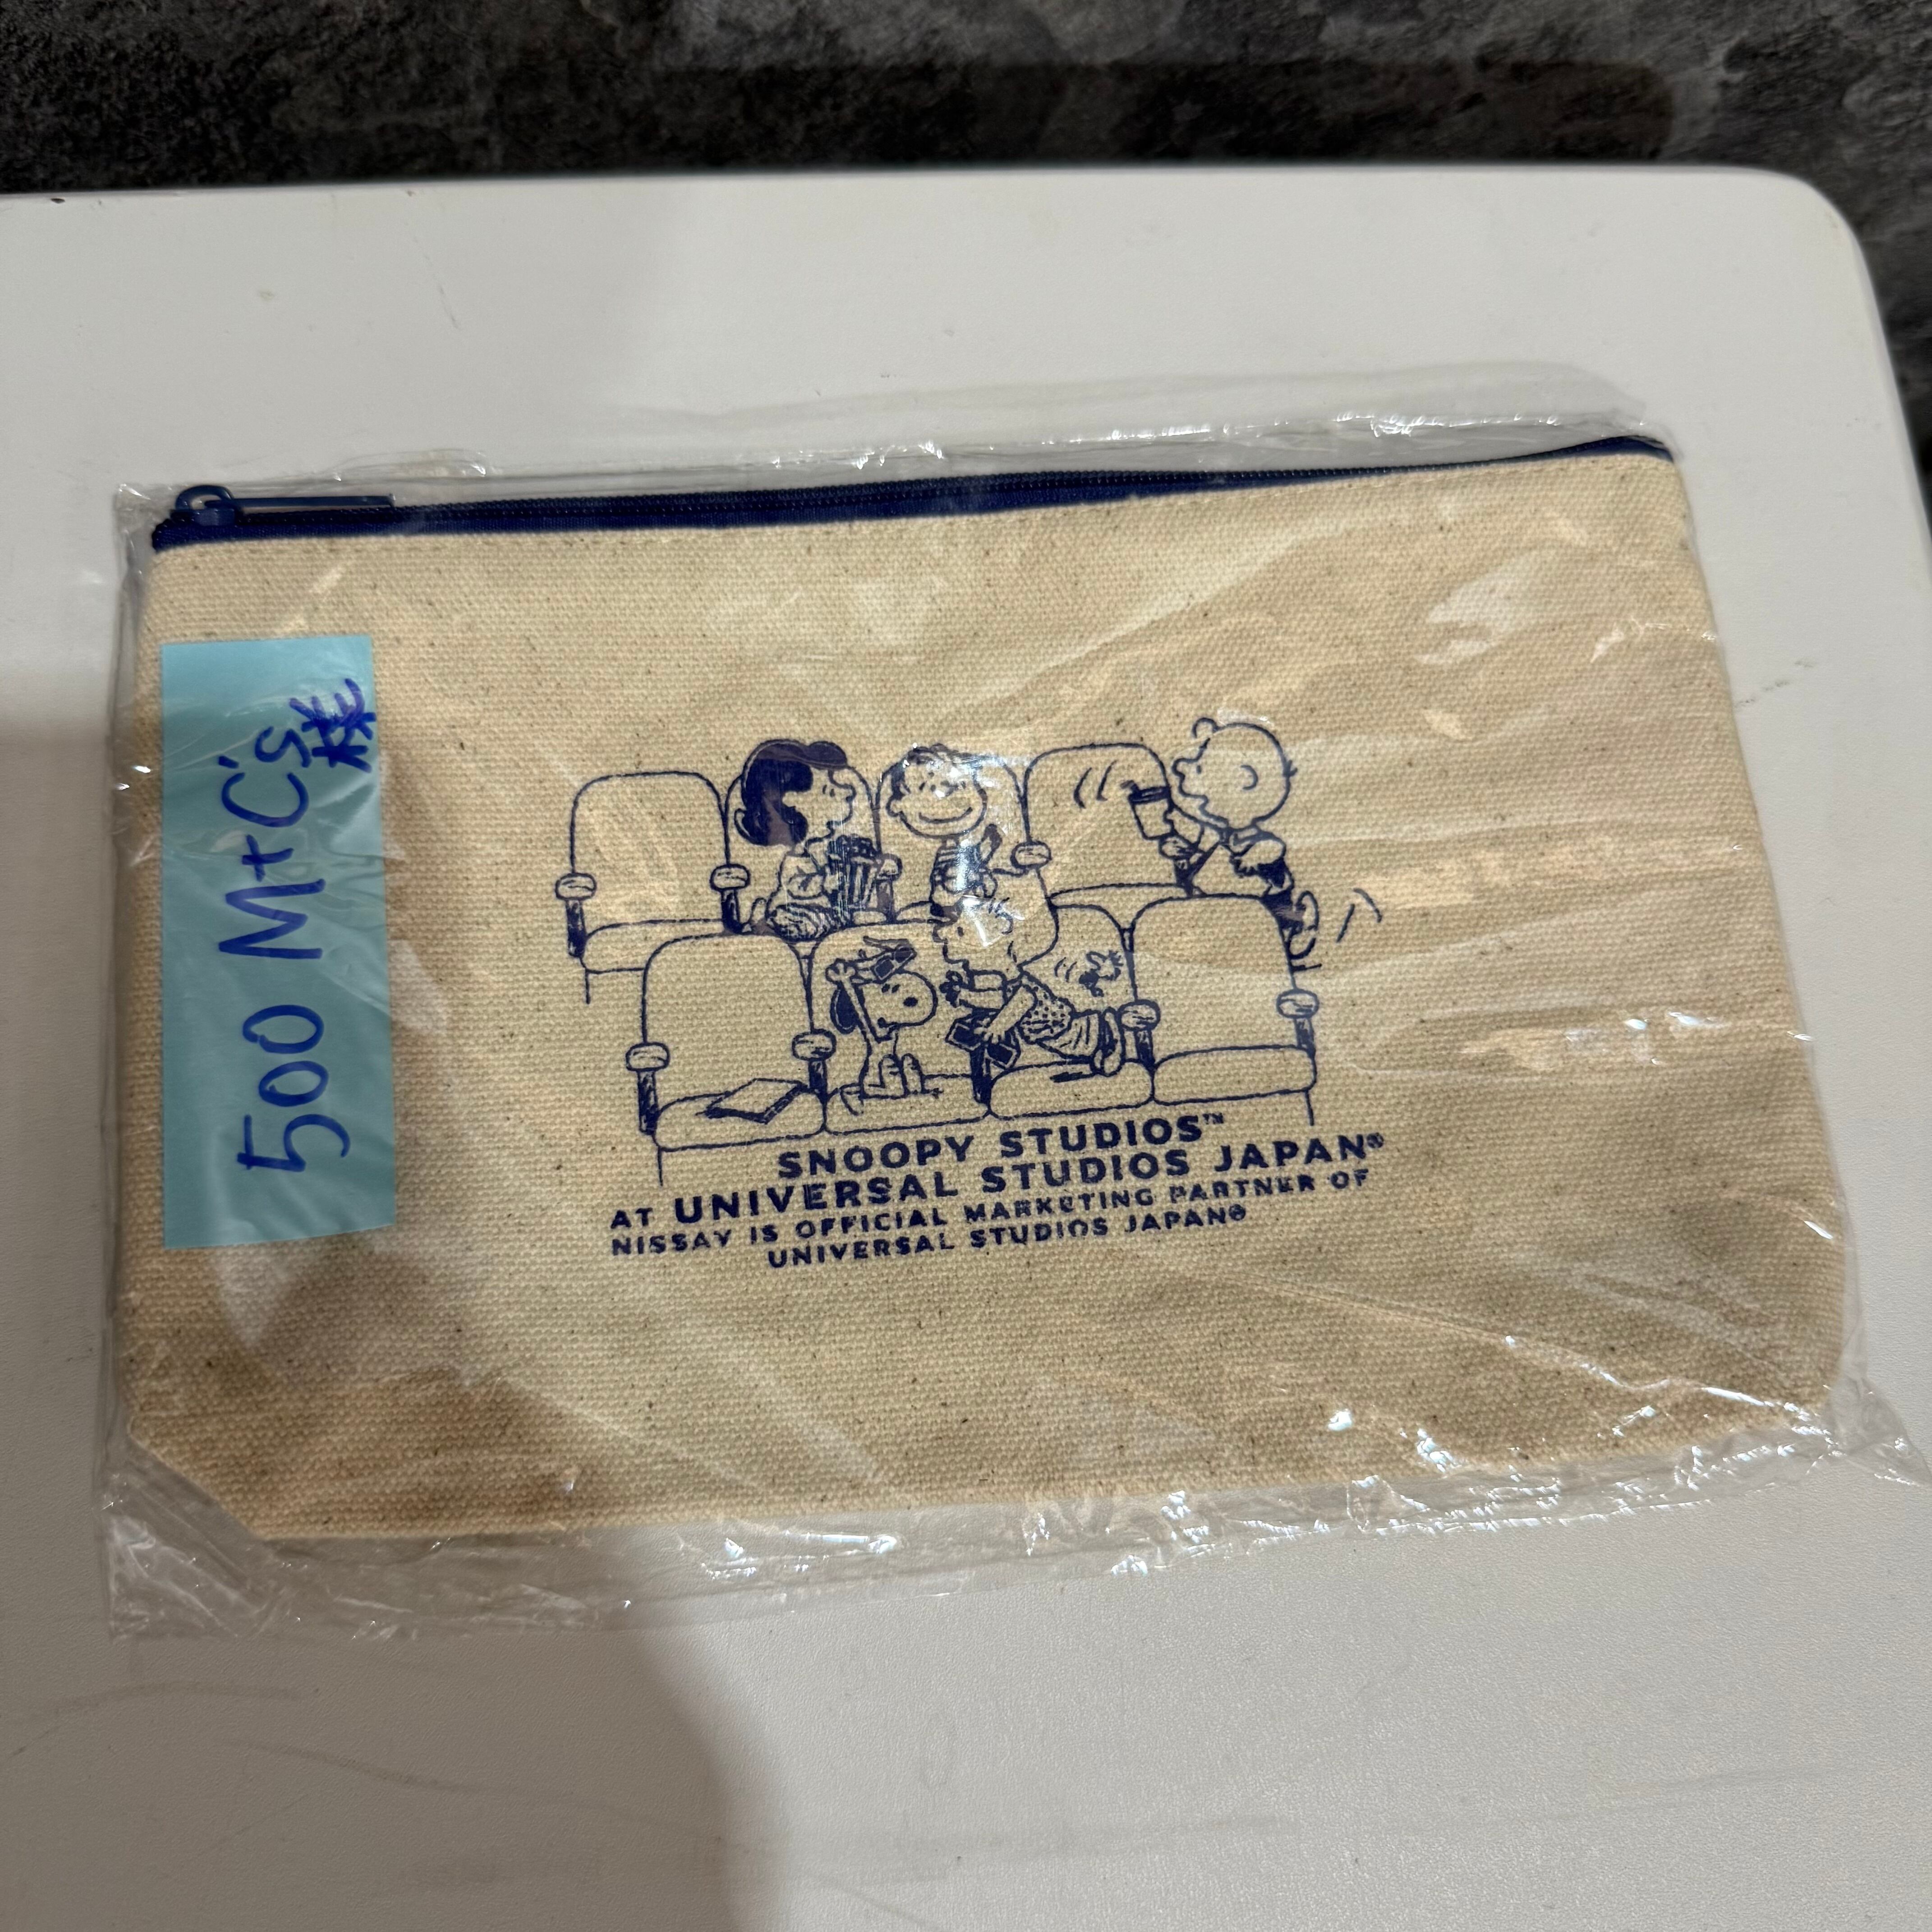 500 M+C's様
SNOOPY STUDIOS™
AT UNIVERSAL STUDIOS JAPAN®
NISSAY IS OFFICIAL MARKETING PARTNER OF
UNIVERSAL STUDIOS JAPAN®